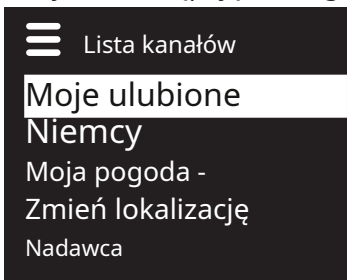 Lista kanałów
Moje ulubione
Niemcy
Moja pogoda -
Zmień lokalizację
Nadawca